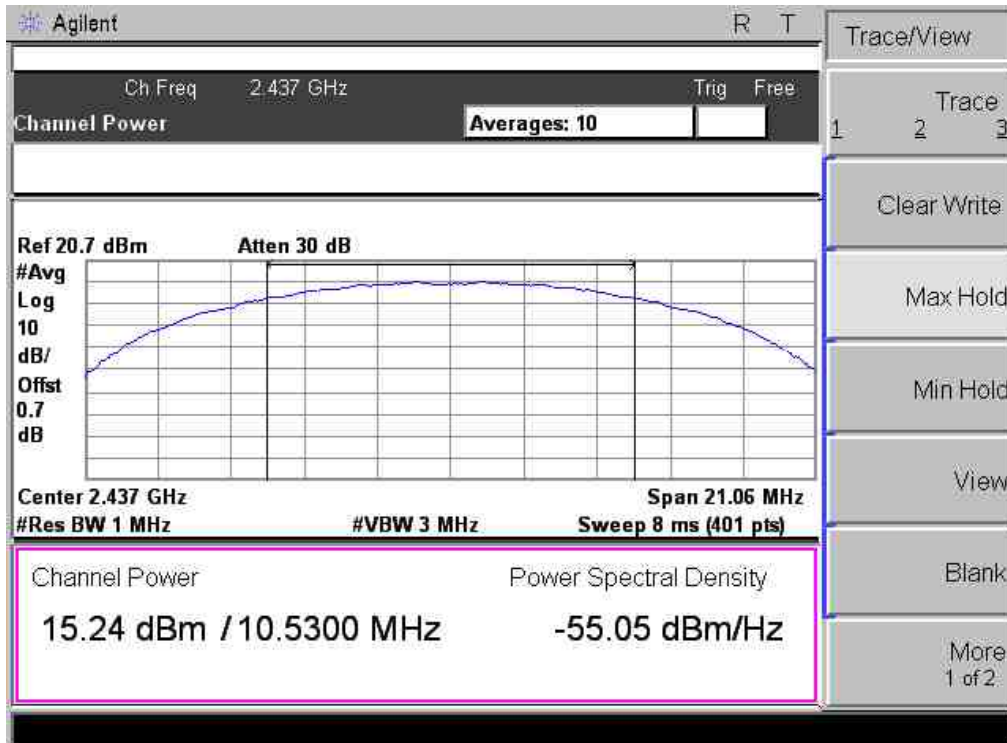 Agilent R T
Trace/View
Ch Freq 2.437 GHz Trig Free
Channel Power Averages: 10
Trace
1 2 3
Clear Write
Max Hold
Min Hold
View
Blank
More
1 of 2
Ref 20.7 dBm Atten 30 dB
#Avg
Log
10
dB/
Offst
0.7
dB
Center 2.437 GHz Span 21.06 MHz
#Res BW 1 MHz #VBW 3 MHz Sweep 8 ms (401 pts)
Channel Power Power Spectral Density
15.24 dBm / 10.5300 MHz -55.05 dBm/Hz